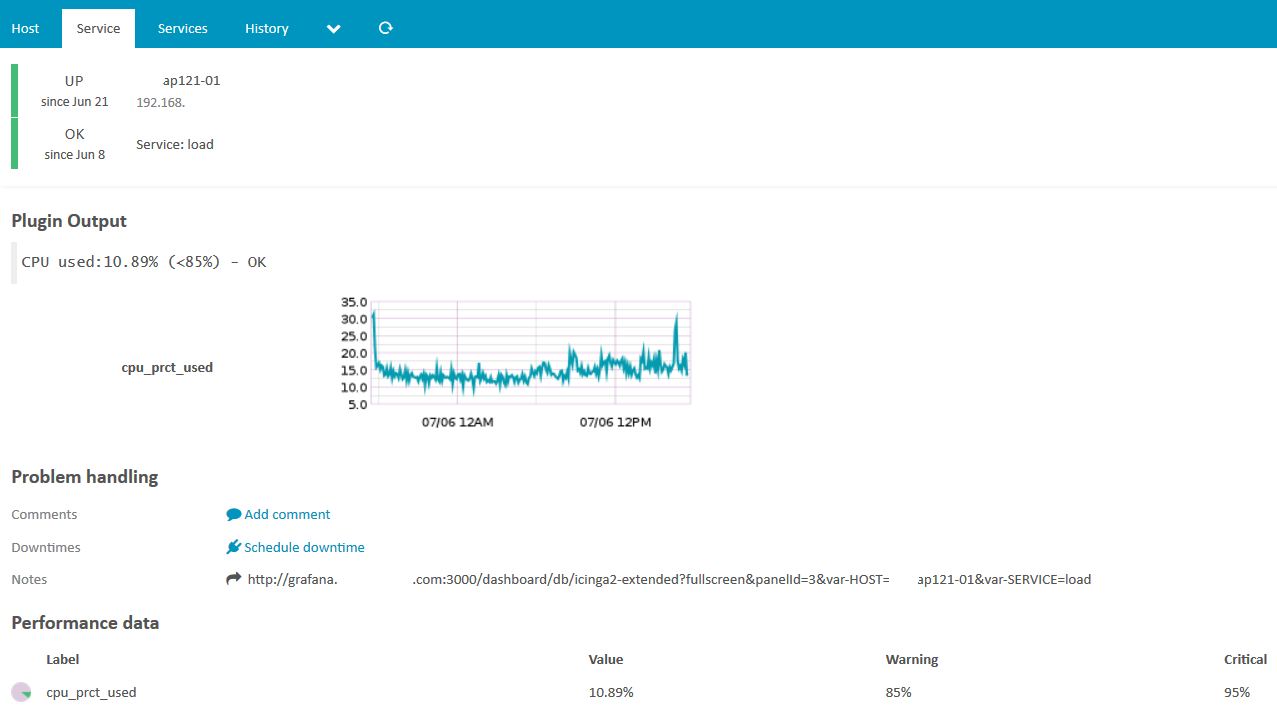 Host Service Services History
UP ap121-01
since Jun 21 192.168.
OK
Service: load
since Jun 8
Plugin Output
CPU used:10.89% (<85%) - OK
cpu_prct_used
35.0
30.0
25.0
20.0
15.0
10.0
5.0
07/06 12AM 07/06 12PM
Problem handling
Comments Add comment
Downtimes Schedule downtime
Notes http://grafana. .com:3000/dashboard/db/icinga2-extended?fullscreen&panelId=3&var-HOST= ap121-01&var-SERVICE=load
Performance data
Label Value Warning Critical
cpu_prct_used 10.89% 85% 95%